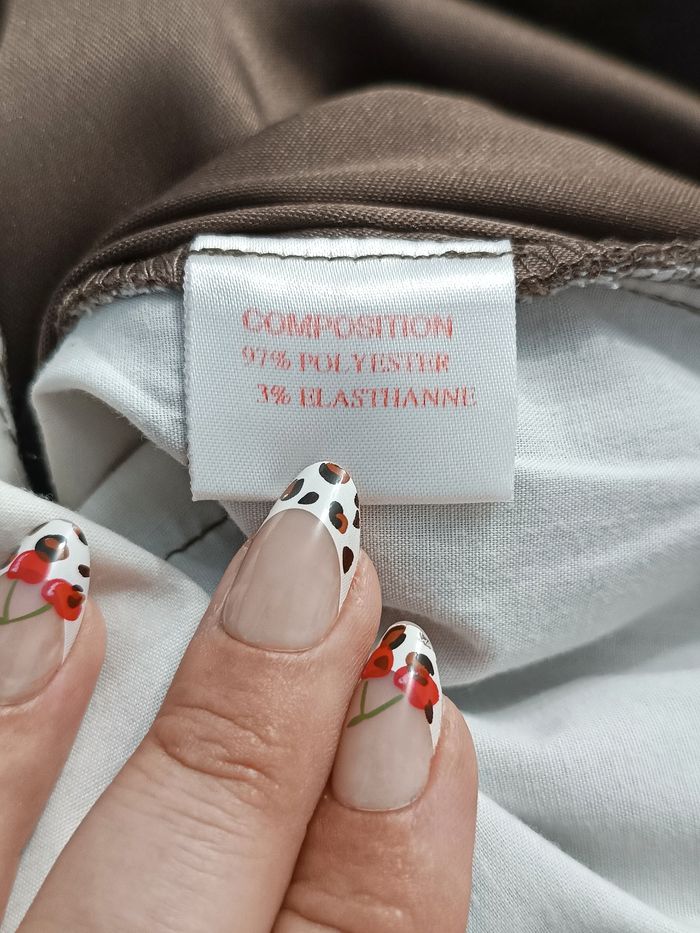 COMPOSITION
97% POLYESTER
3% ELASTHANNE